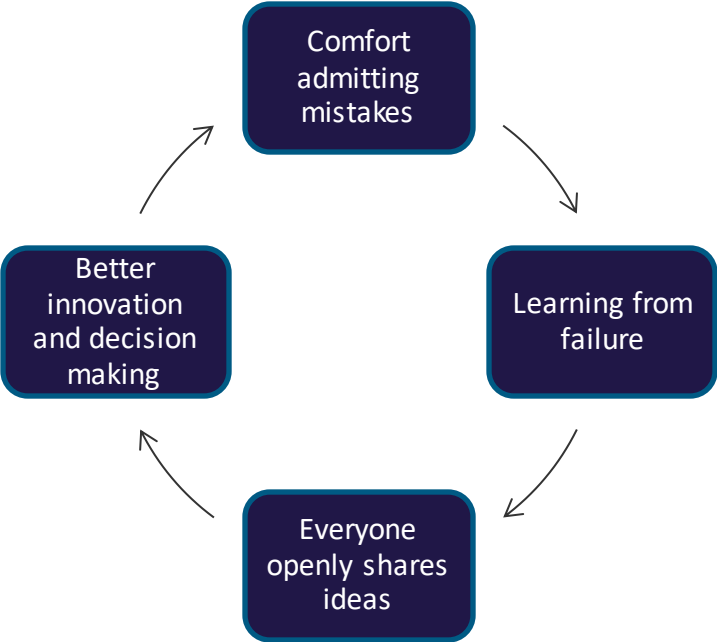 Comfort
admitting
mistakes
Learning from
failure
Everyone
openly shares
ideas
Better
innovation
and decision
making